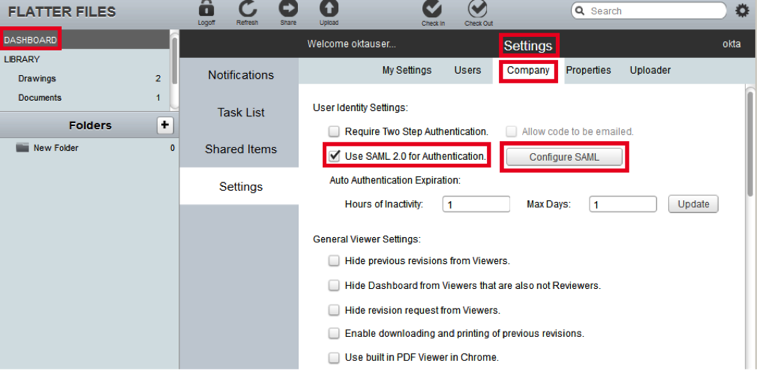 FLATTER FILES
Logoff Refresh Share Upload Check In Check Out
Search
DASHBOARD
LIBRARY
Drawings 2
Documents 1
Folders +
New Folder 0
Welcome oktauser... Settings okta
Notifications
Task List
Shared Items
Settings
My Settings Users Company Properties Uploader
User Identity Settings:
Require Two Step Authentication. Allow code to be emailed.
Use SAML 2.0 for Authentication. Configure SAML
Auto Authentication Expiration:
Hours of Inactivity: 1 Max Days: 1 Update
General Viewer Settings:
Hide previous revisions from Viewers.
Hide Dashboard from Viewers that are also not Reviewers.
Hide revision request from Viewers.
Enable downloading and printing of previous revisions.
Use built in PDF Viewer in Chrome.